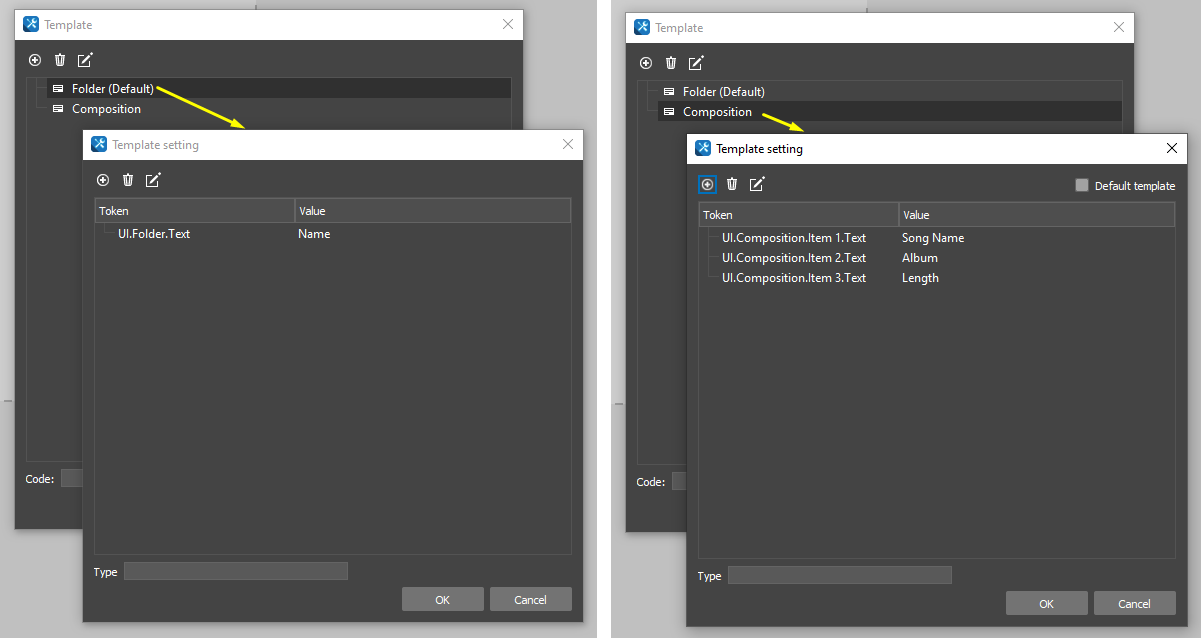 Template
Folder (Default)
Composition
Template setting
Token Value
UI.Folder.Text Name
Code:
Type
OK Cancel
Template
Folder (Default)
Composition
Template setting
Default template
Token Value
UI.Composition.Item 1.Text Song Name
UI.Composition.Item 2.Text Album
UI.Composition.Item 3.Text Length
Code:
Type
OK Cancel